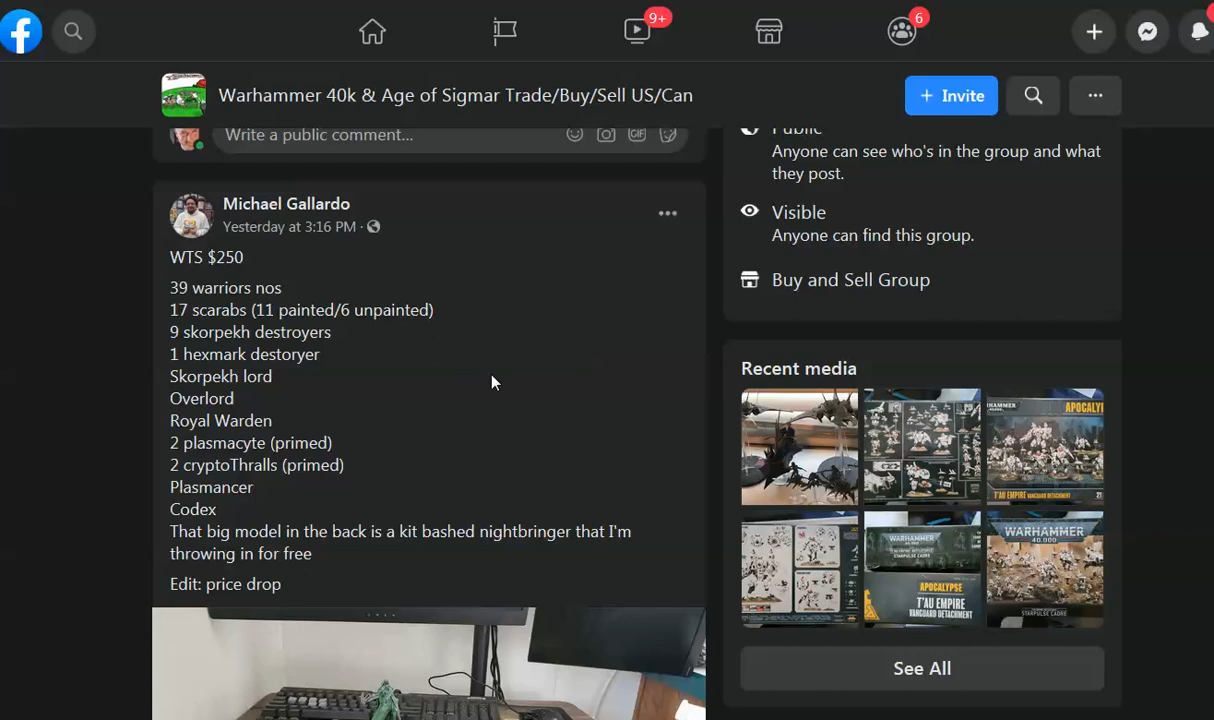 9+
6
Warhammer 40k & Age of Sigmar Trade/Buy/Sell US/Can
+ Invite
Write a public comment...
GIF
Michael Gallardo
Yesterday at 3:16 PM ·
WTS $250
39 warriors nos
17 scarabs (11 painted/6 unpainted)
9 skorpekh destroyers
1 hexmark destoryer
Skorpekh lord
Overlord
Royal Warden
2 plasmacyte (primed)
2 cryptoThralls (primed)
Plasmancer
Codex
That big model in the back is a kit bashed nightbringer that I'm
throwing in for free
Edit: price drop
Public
Anyone can see who's in the group and what
they post.
Visible
Anyone can find this group.
Buy and Sell Group
Recent media
WARHAMMER
APOCALY
T'AU EMPIRE
VANGUARD DETACHMENT
21
WARHAMMER
APOCALYPSE
T'AU EMPIRE
VANGUARD DETACHMENT
WARHAMMER
40,000
STARPULSE CADRE
See All